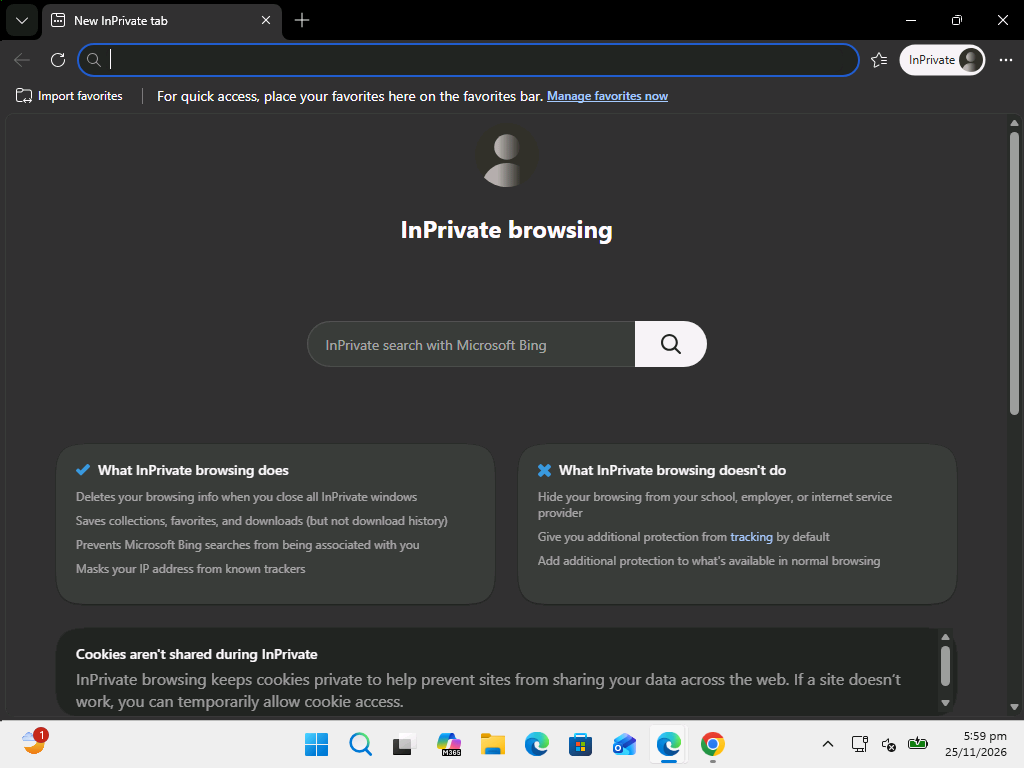 New InPrivate tab
InPrivate
Import favorites
For quick access, place your favorites here on the favorites bar. Manage favorites now
InPrivate browsing
InPrivate search with Microsoft Bing
What InPrivate browsing does
Deletes your browsing info when you close all InPrivate windows
Saves collections, favorites, and downloads (but not download history)
Prevents Microsoft Bing searches from being associated with you
Masks your IP address from known trackers
What InPrivate browsing doesn't do
Hide your browsing from your school, employer, or internet service
provider
Give you additional protection from tracking by default
Add additional protection to what's available in normal browsing
Cookies aren't shared during InPrivate
InPrivate browsing keeps cookies private to help prevent sites from sharing your data across the web. If a site doesn't
work, you can temporarily allow cookie access.
1
M365
5:59 pm
25/11/2026